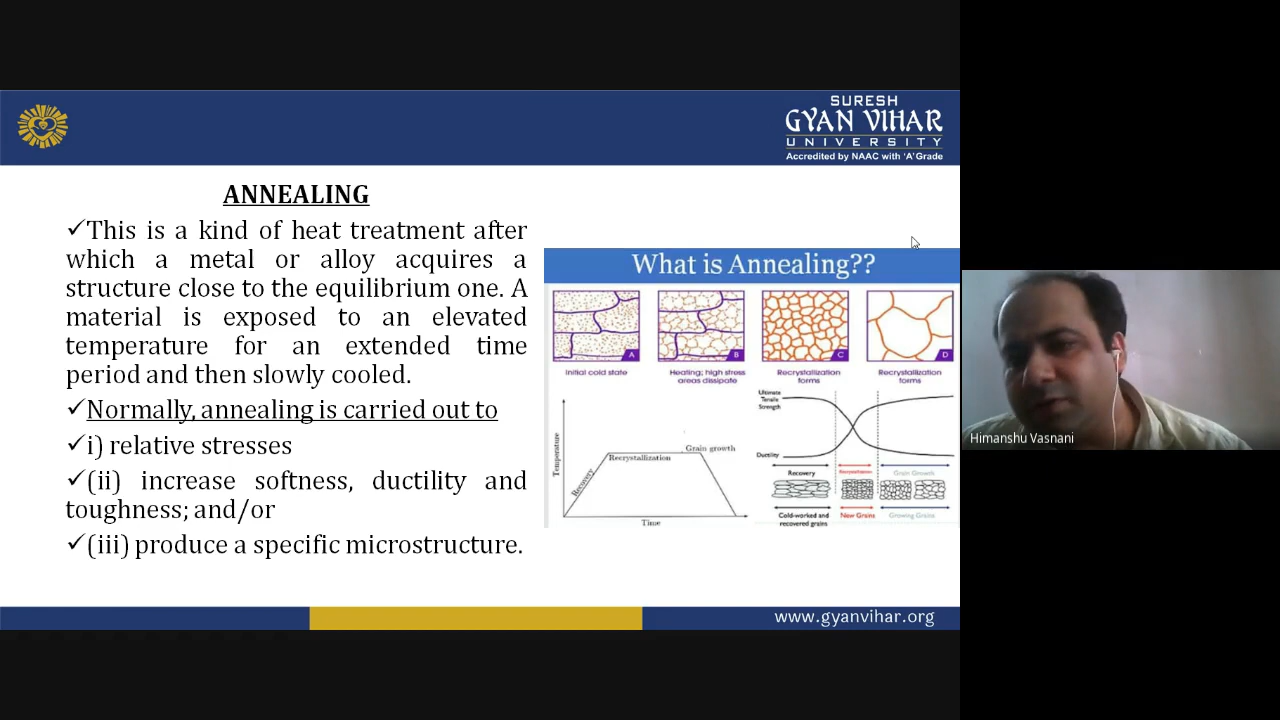 SURESH
GYAN VIHAR
UNIVERSITY
Accredited by NAAC with 'A' Grade
ANNEALING
✓This is a kind of heat treatment after
which a metal or alloy acquires a
structure close to the equilibrium one. A
material is exposed to an elevated
temperature for an extended time
period and then slowly cooled.
✓Normally, annealing is carried out to
✓i) relative stresses
✓(ii) increase softness, ductility and
toughness; and/or
✓(iii) produce a specific microstructure.
What is Annealing??
A
B
C
D
Initial cold state
Healing; high stress
areas dissipate
Recrystallization
forms
Recrystallization
forms
Temperature
Recovery
Recrystallization
Grain growth
Time
Ultimate
Tensile
Strength
Ductility
Recovery
Recrystallization
Grain Growth
Cold-worked and
recovered grains
New Grains
Growing Grains
Himanshu Vasnani
www.gyanvihar.org